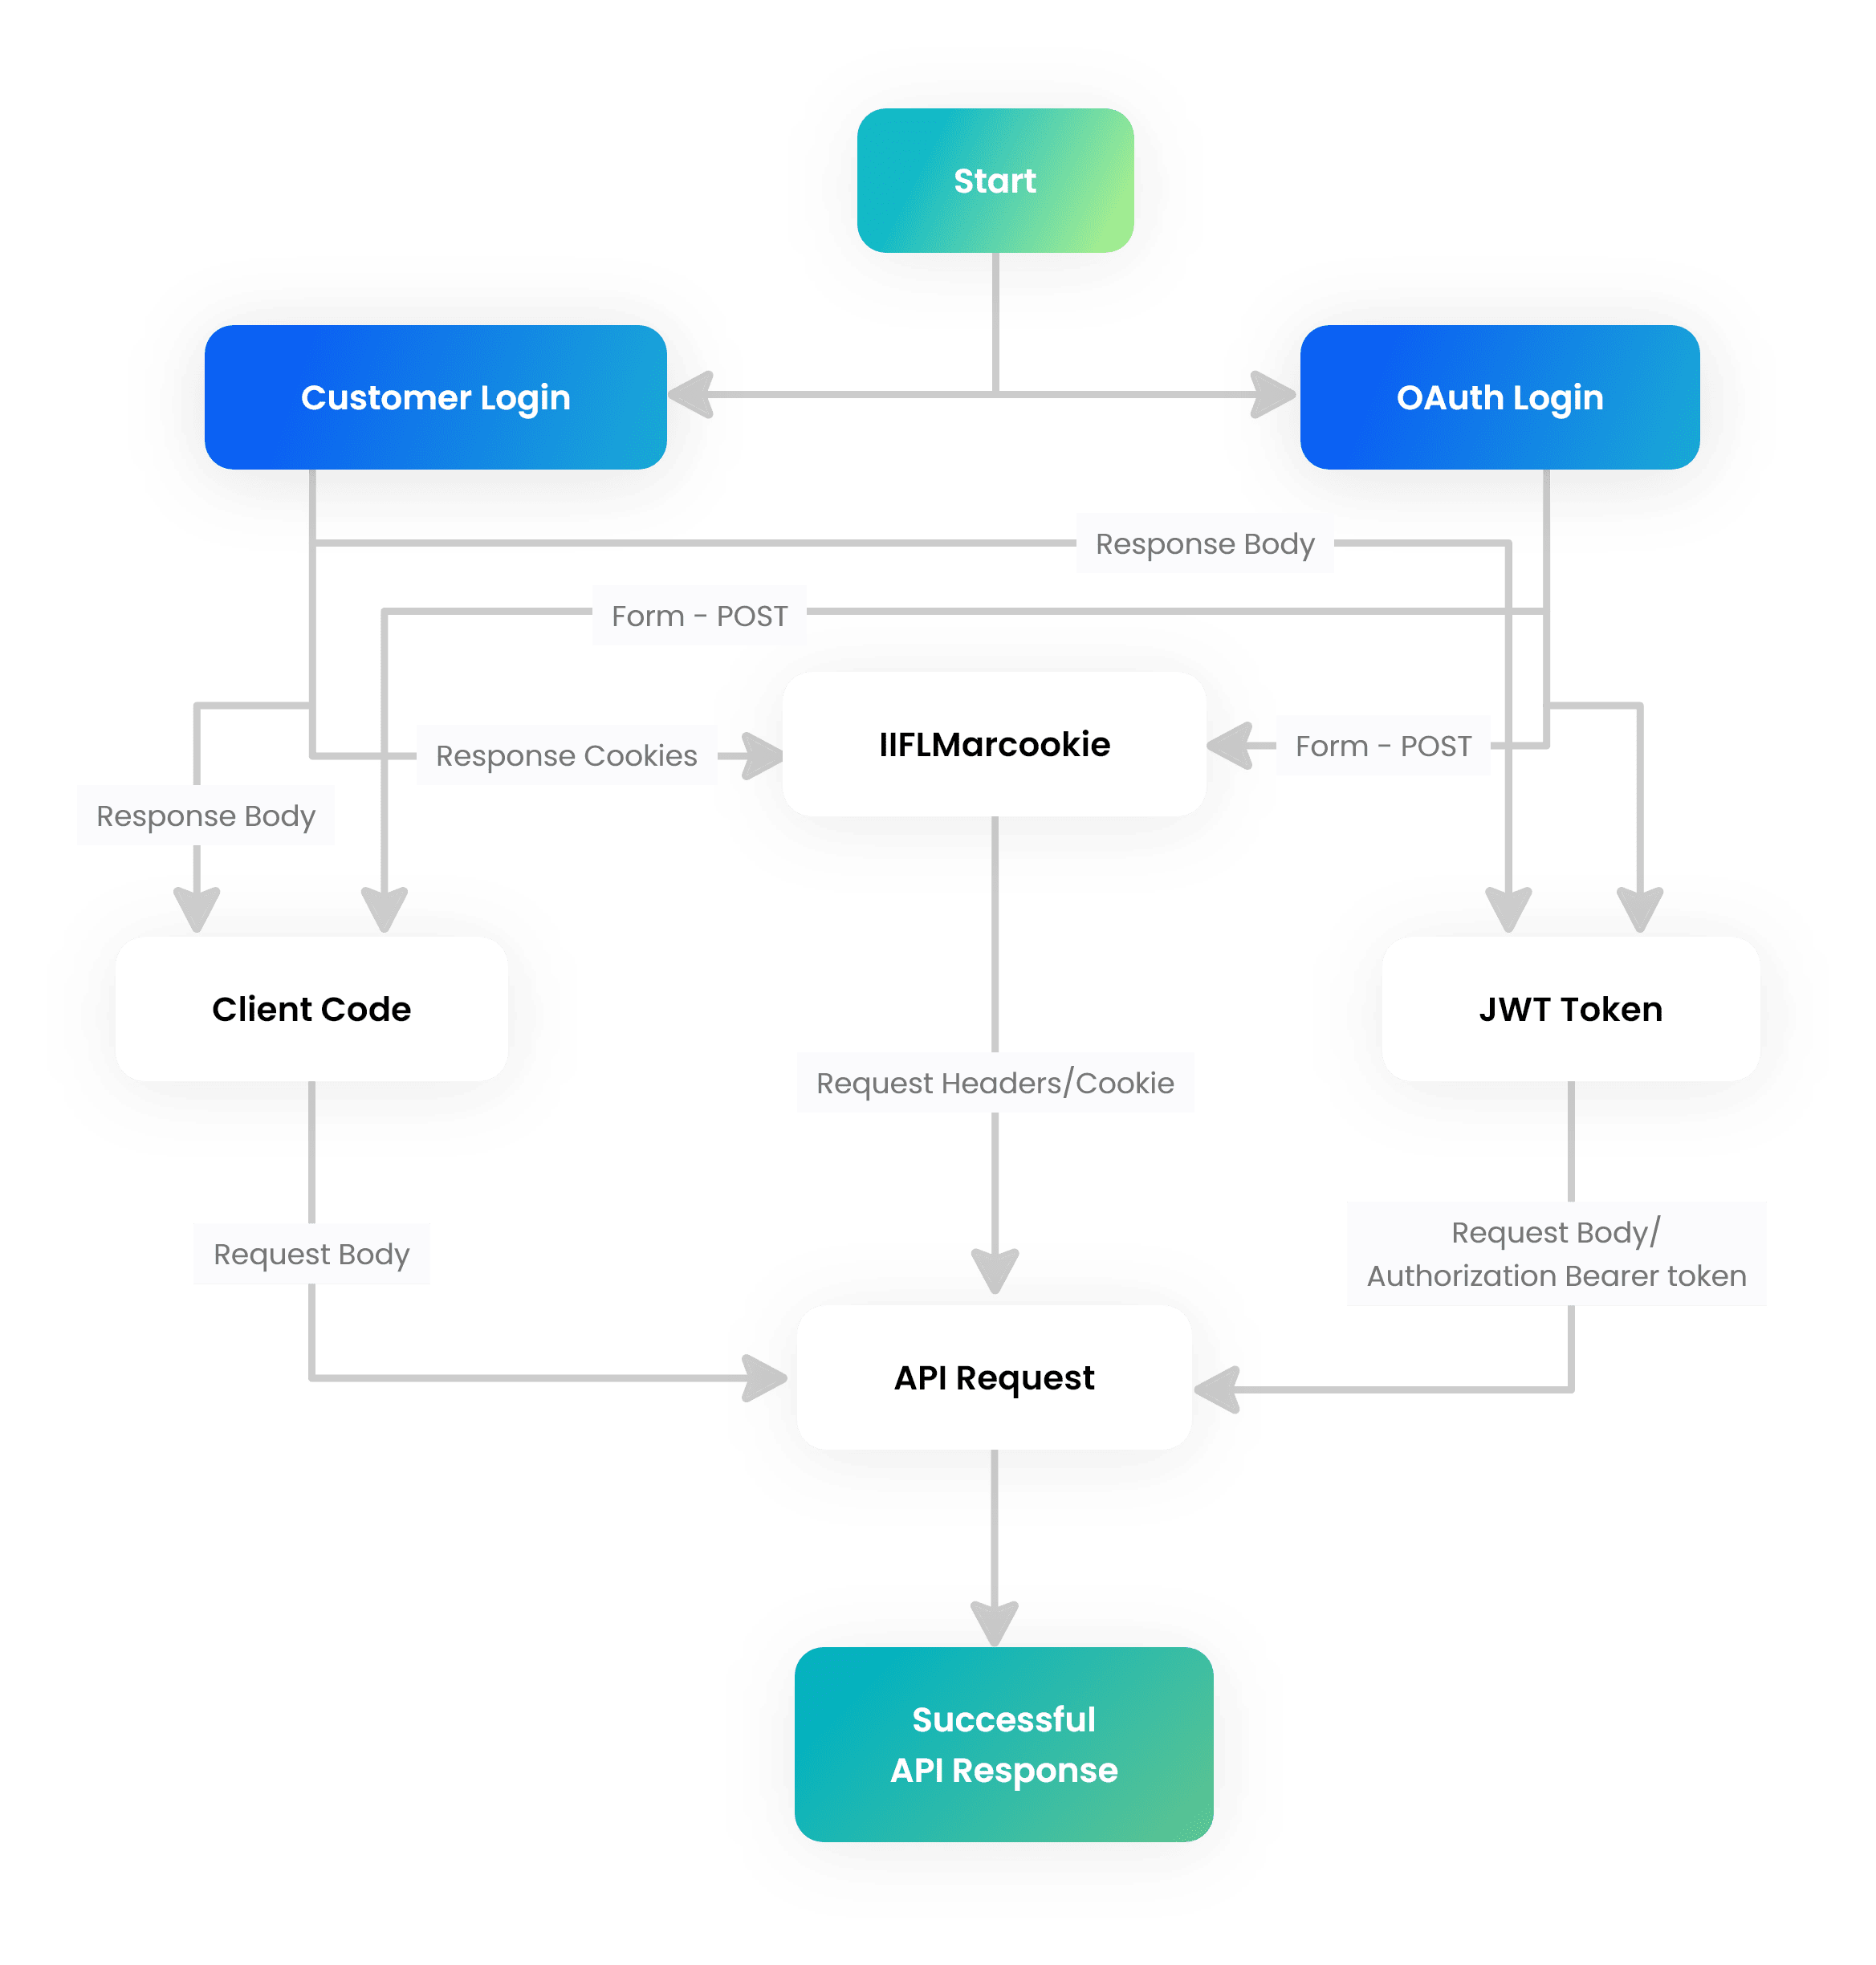 Start
Customer Login
OAuth Login
Response Body
Form - POST
IIFLMarcookie
Response Cookies
Form - POST
Response Body
Client Code
JWT Token
Request Headers/Cookie
Request Body/
Authorization Bearer token
Request Body
API Request
Successful
API Response